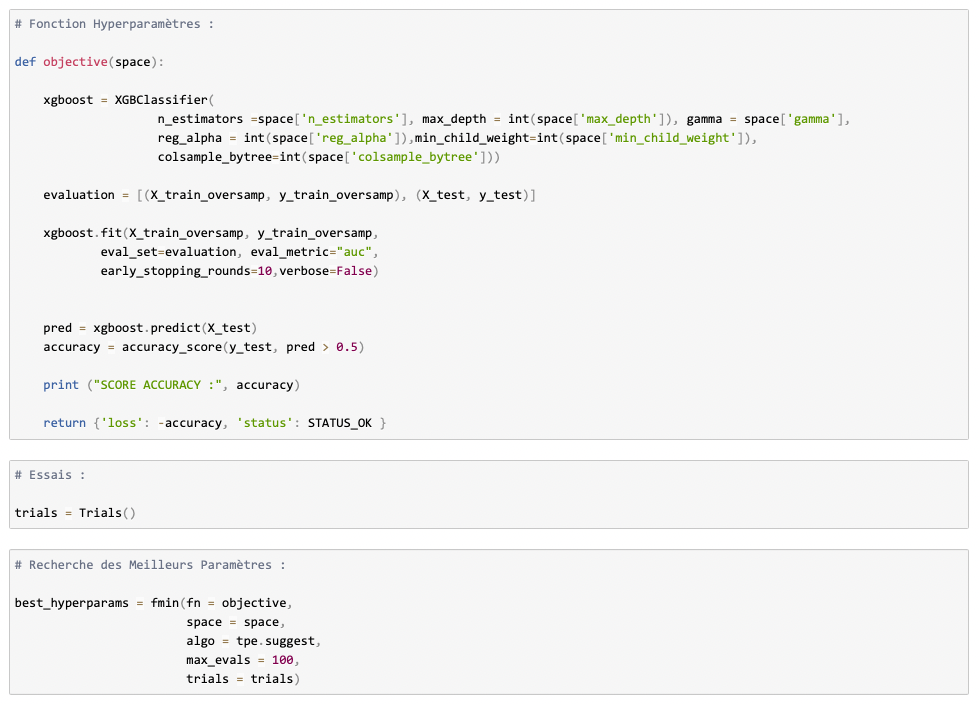 # Fonction Hyperparamètres :
def objective(space):
xgboost = XGBClassifier(
n_estimators =space['n_estimators'], max_depth = int(space['max_depth']), gamma = space['gamma'],
reg_alpha = int(space['reg_alpha']),min_child_weight=int(space['min_child_weight']),
colsample_bytree=int(space['colsample_bytree']))
evaluation = [(X_train_oversamp, y_train_oversamp), (X_test, y_test)]
xgboost.fit(X_train_oversamp, y_train_oversamp,
eval_set=evaluation, eval_metric="auc",
early_stopping_rounds=10,verbose=False)
pred = xgboost.predict(X_test)
accuracy = accuracy_score(y_test, pred > 0.5)
print ("SCORE ACCURACY :", accuracy)
return {'loss': -accuracy, 'status': STATUS_OK }
# Essais :
trials = Trials()
# Recherche des Meilleurs Paramètres :
best_hyperparams = fmin(fn = objective,
space = space,
algo = tpe.suggest,
max_evals = 100,
trials = trials)